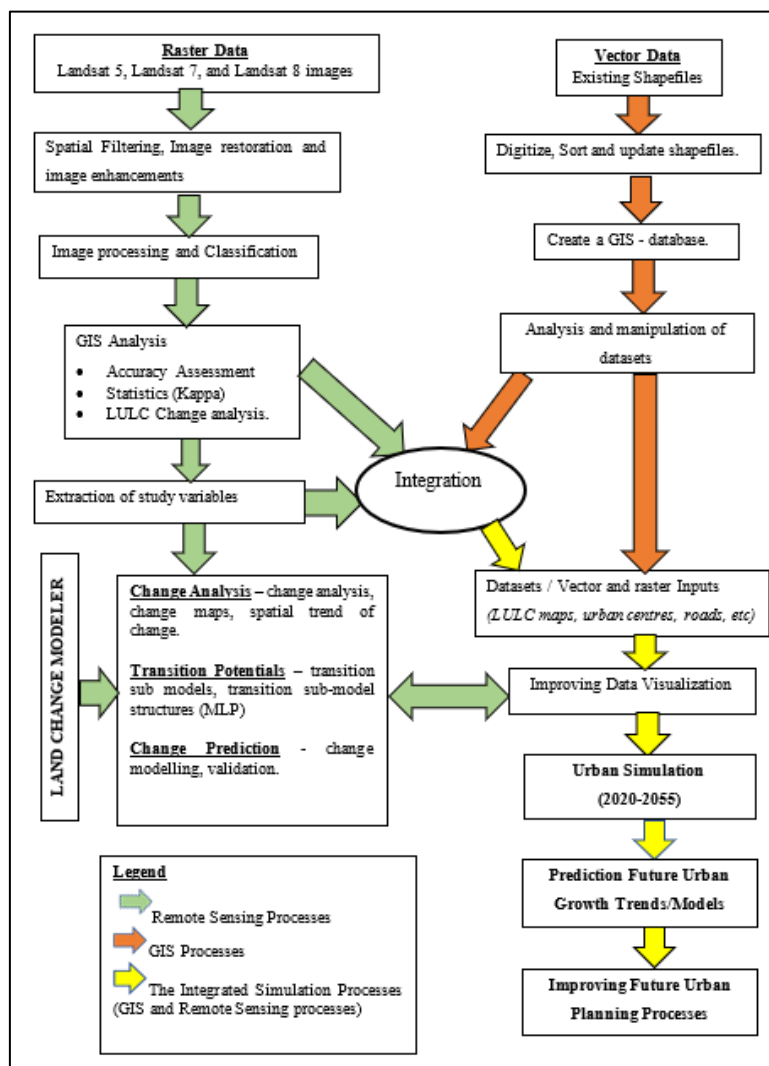 Raster Data
Landsat 5, Landsat 7, and Landsat 8 images
Spatial Filtering, Image restoration and
image enhancements
Image processing and Classification
GIS Analysis
• Accuracy Assessment
• Statistics (Kappa)
• LULC Change analysis.
Extraction of study variables
Vector Data
Existing Shapefiles
Digitize, Sort and update shapefiles.
Create a GIS - database.
Analysis and manipulation of
datasets
Integration
Datasets / Vector and raster Inputs
(LULC maps, urban centres, roads, etc)
LAND CHANGE MODELER
Change Analysis – change analysis,
change maps, spatial trend of
change.
Transition Potentials – transition
sub models, transition sub-model
structures (MLP)
Change Prediction - change
modelling, validation.
Improving Data Visualization
Urban Simulation
(2020-2055)
Prediction Future Urban
Growth Trends/Models
Improving Future Urban
Planning Processes
Legend
Remote Sensing Processes
GIS Processes
The Integrated Simulation Processes
(GIS and Remote Sensing processes)